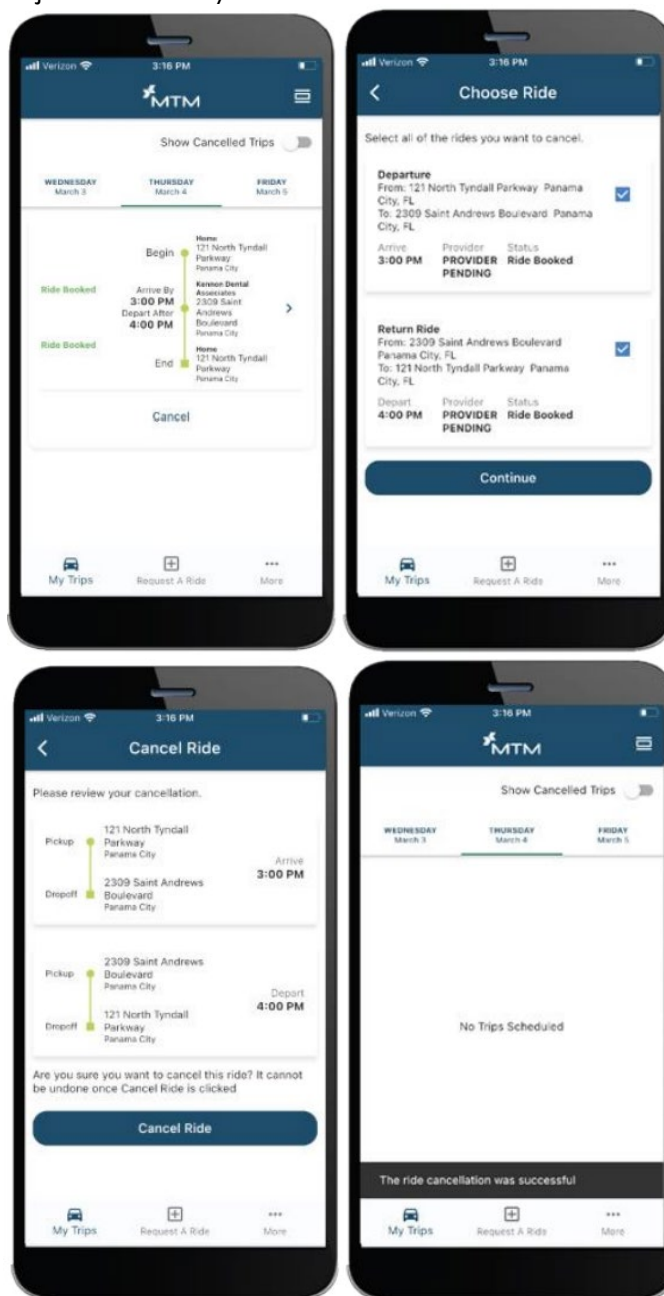 Verizon 3:16 PM
MTM
Show Cancelled Trips
WEDNESDAY THURSDAY FRIDAY
March 3 March 4 March 5
Home
Begin 121 North Tyndall
Parkway
Panama City
Ride Booked
Arrive By Kennon Dental
Associates
3:00 PM 2309 Saint
Depart After Andrews
4:00 PM Boulevard
Panama City
Ride Booked
Home
End 121 North Tyndall
Parkway
Panama City
Cancel
My Trips Request A Ride More
Verizon 3:16 PM
Choose Ride
Select all of the rides you want to cancel.
Departure
From: 121 North Tyndall Parkway Panama
City, FL
To: 2309 Saint Andrews Boulevard Panama
City, FL
Arrive Provider Status
3:00 PM PROVIDER Ride Booked
PENDING
Return Ride
From: 2309 Saint Andrews Boulevard
Panama City, FL
To: 121 North Tyndall Parkway Panama
City, FL
Depart Provider Status
4:00 PM PROVIDER Ride Booked
PENDING
Continue
My Trips Request A Ride More
Verizon 3:16 PM
Cancel Ride
Please review your cancellation.
121 North Tyndall
Pickup Parkway
Panama City
Arrive
3:00 PM
2309 Saint Andrews
Dropoff Boulevard
Panama City
2309 Saint Andrews
Pickup Boulevard
Panama City
Depart
4:00 PM
121 North Tyndall
Dropoff Parkway
Panama City
Are you sure you want to cancel this ride? It cannot
be undone once Cancel Ride is clicked
Cancel Ride
My Trips Request A Ride More
Verizon 3:16 PM
MTM
Show Cancelled Trips
WEDNESDAY THURSDAY FRIDAY
March 3 March 4 March 5
No Trips Scheduled
The ride cancellation was successful
My Trips Request A Ride More